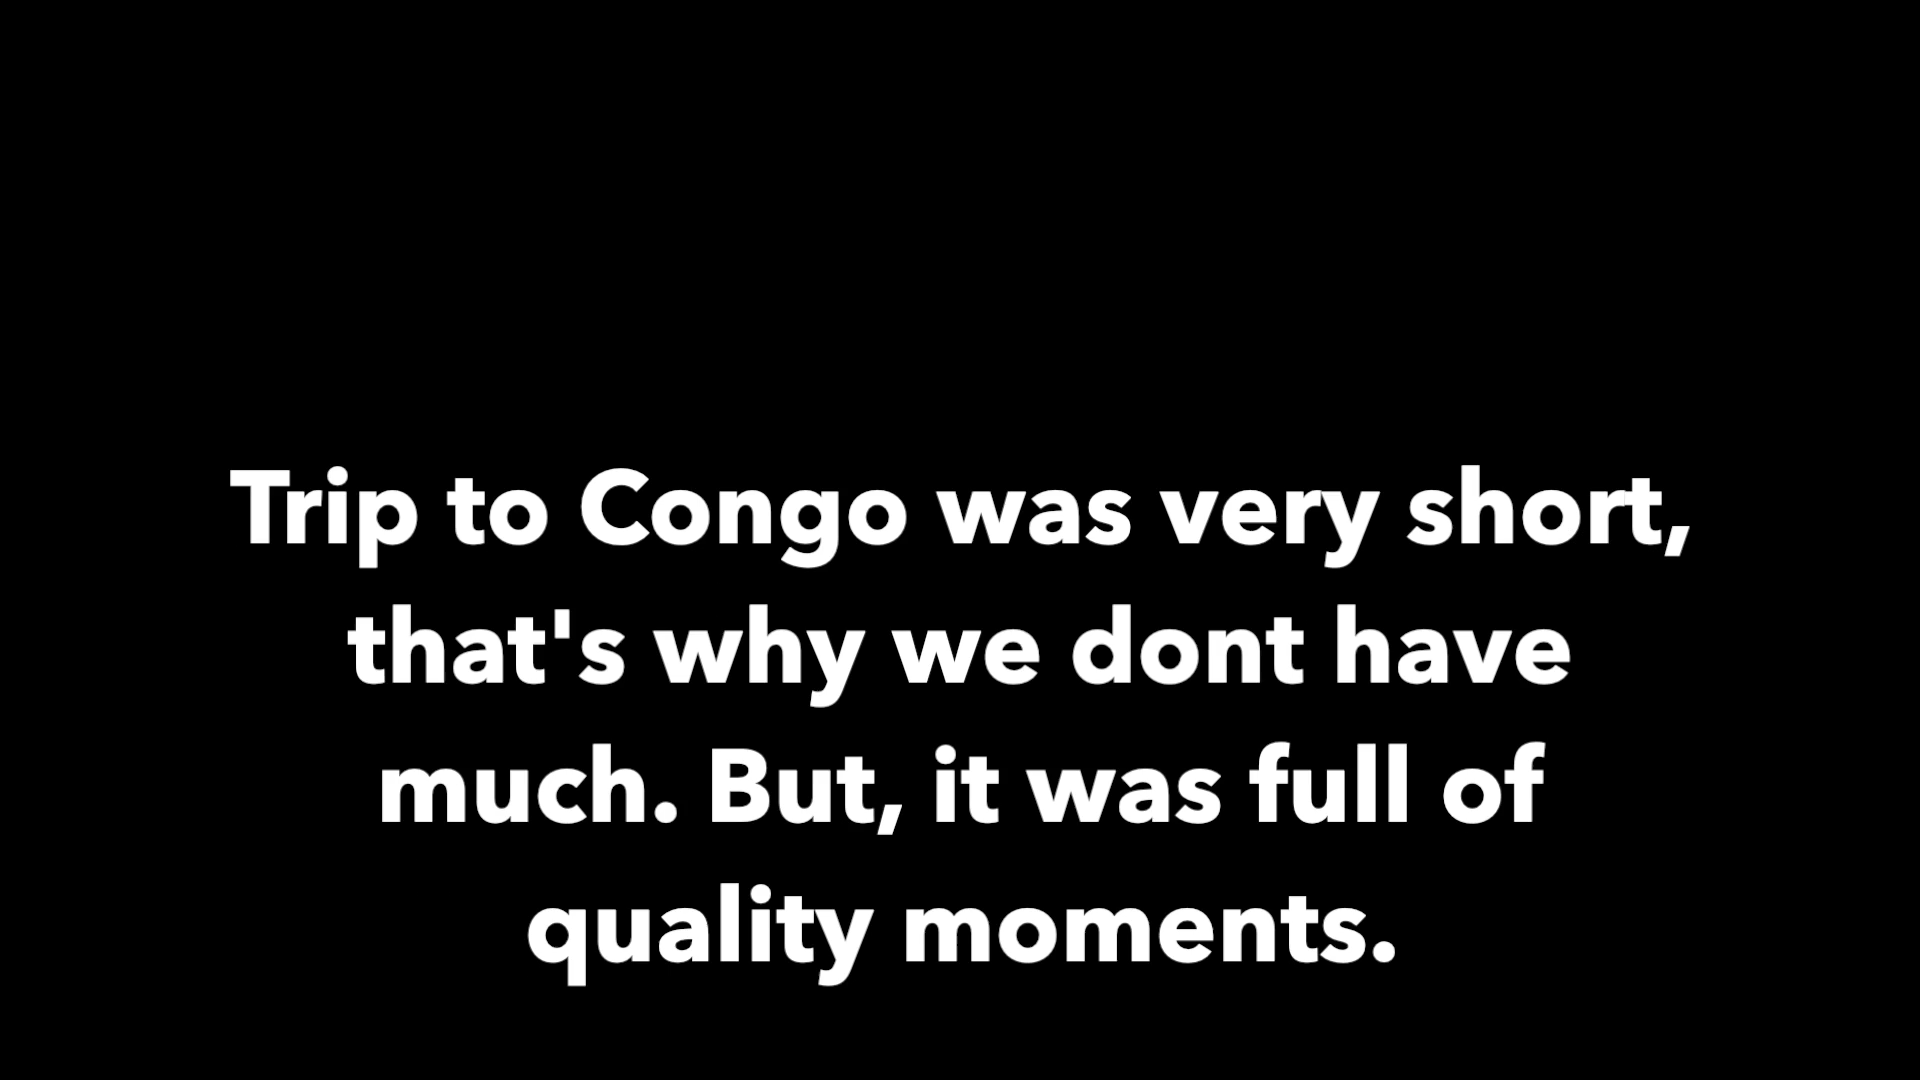 Trip to Congo was very short,
that's why we dont have
much. But, it was full of
quality moments.